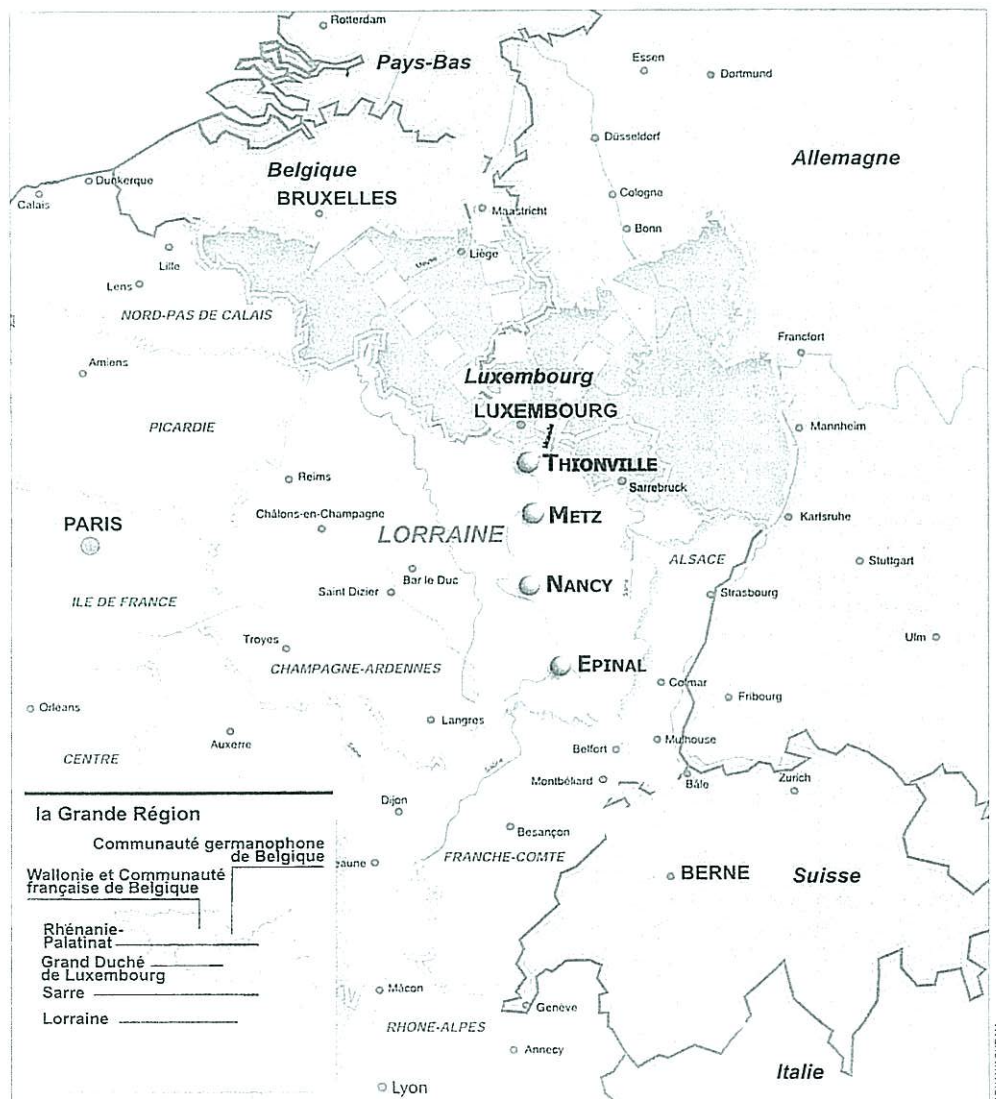 Rotterdam
Pays-Bas
Essen
Dortmund
Düsseldorf
Allemagne
Belgique
BRUXELLES
Dunkerque
Calais
Cologne
Maastricht
Bonn
Lille
Liège
Lens
NORD-PAS DE CALAIS
Francfort
Amiens
Luxembourg
LUXEMBOURG
PICARDIE
Mannheim
THIONVILLE
Reims
Sarrebruck
METZ
Châlons-en-Champagne
PARIS
LORRAINE
Karlsruhe
ALSACE
Stuttgart
Bar le Duc
NANCY
Saint Dizier
ILE DE FRANCE
Strasbourg
Troyes
Ulm
CHAMPAGNE-ARDENNES
EPINAL
Colmar
Fribourg
Orléans
Langres
Auxerre
Belfort
Mulhouse
CENTRE
Montbéliard
Bâle
Zurich
Dijon
Besançon
eaune
FRANCHE-COMTE
BERNE
Suisse
la Grande Région
Communauté germanophone
de Belgique
Wallonie et Communauté
française de Belgique
Rhénanie-
Palatinat
Grand Duché
de Luxembourg
Sarre
Lorraine
Mâcon
Genève
RHONE-ALPES
Annecy
Italie
Lyon